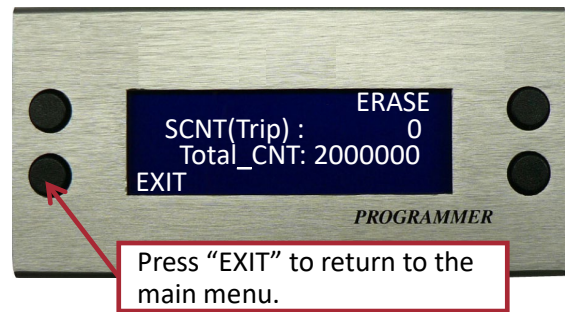 ERASE
SCNT(Trip) : 0
Total_CNT: 2000000
EXIT
PROGRAMMER
Press “EXIT” to return to the
main menu.